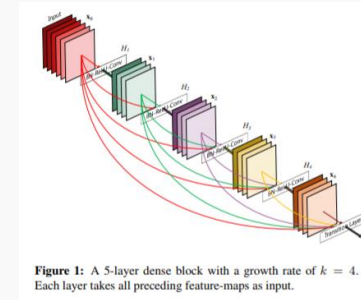 Input
x₀
H₁
x₁
BN-ReLU-Conv
H₂
x₂
BN-ReLU-Conv
H₃
x₃
BN-ReLU-Conv
H₄
x₄
BN-ReLU-Conv
Transition Layer
Figure 1: A 5-layer dense block with a growth rate of k = 4.
Each layer takes all preceding feature-maps as input.